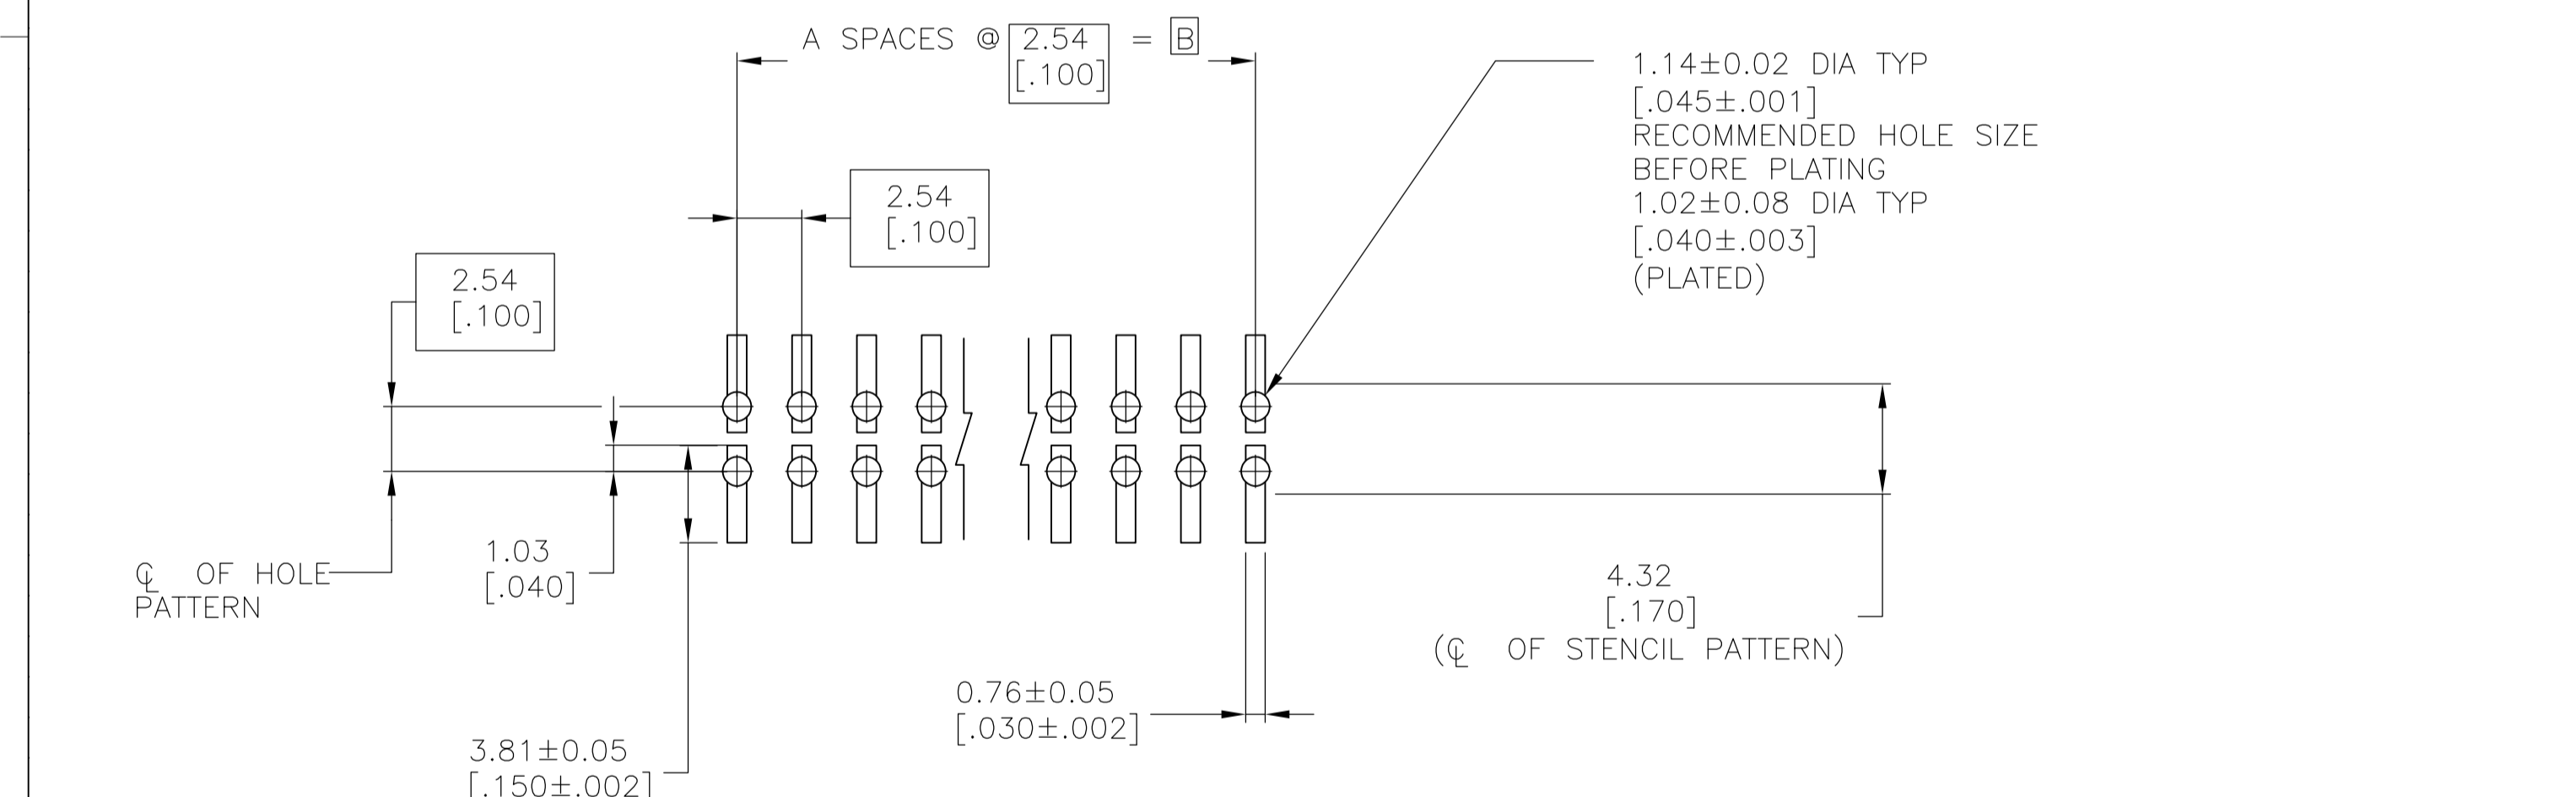 A SPACES @ 2.54 = B
[.100]
1.14±0.02 DIA TYP
[.045±.001]
RECOMMENDED HOLE SIZE
BEFORE PLATING
1.02±0.08 DIA TYP
[.040±.003]
(PLATED)
2.54
[.100]
2.54
[.100]
℄ OF HOLE
PATTERN
1.03
[.040]
4.32
[.170]
(℄ OF STENCIL PATTERN)
0.76±0.05
[.030±.002]
3.81±0.05
[.150±.002]